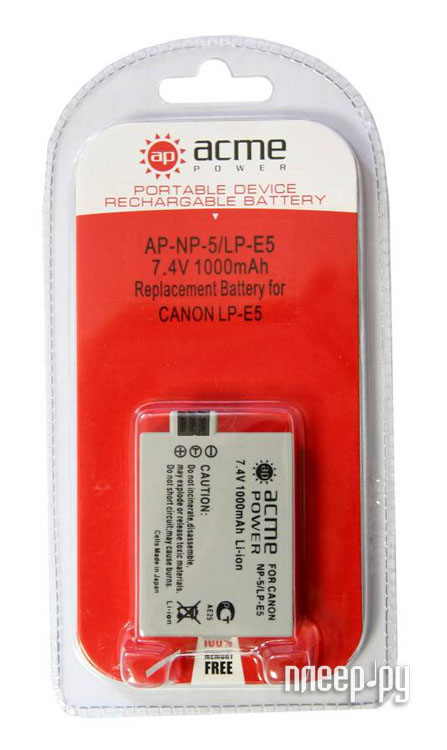 ap acme
POWER
PORTABLE DEVICE
RECHARGABLE BATTERY
AP-NP-5/LP-E5
7.4V 1000mAh
Replacement Battery for
CANON LP-E5
ap acme
POWER
7.4V 1000mAh Li-ion
FOR CANON
NP-5/LP-E5
CAUTION:
Do not incinerate, disassemble.
may explode or release toxic materials,
Do not short circuit;may cause burns.
Cells Made in Japan
Li-ion
AE25
100%
MEMORY
FREE
плеер.ру